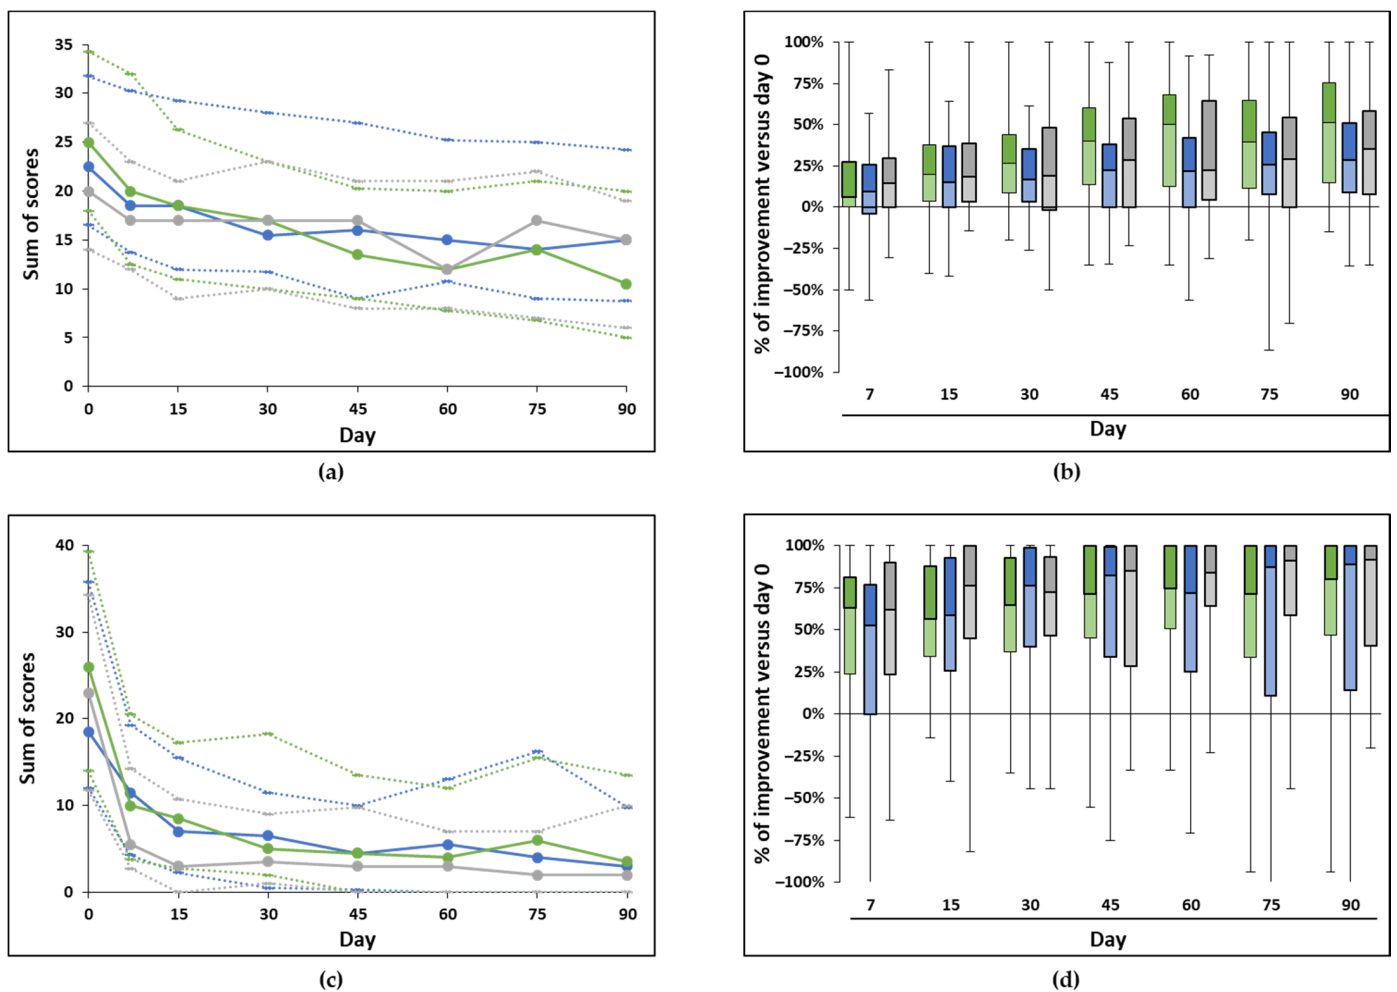 35
30
25
20
15
10
5
0
Sum of scores
0 15 30 45 60 75 90
Day
(a)
100%
75%
50%
25%
0%
−25%
−50%
−75%
−100%
% of improvement versus day 0
7 15 30 45 60 75 90
Day
(b)
40
30
20
10
0
Sum of scores
0 15 30 45 60 75 90
Day
(c)
100%
75%
50%
25%
0%
−25%
−50%
−75%
−100%
% of improvement versus day 0
7 15 30 45 60 75 90
Day
(d)